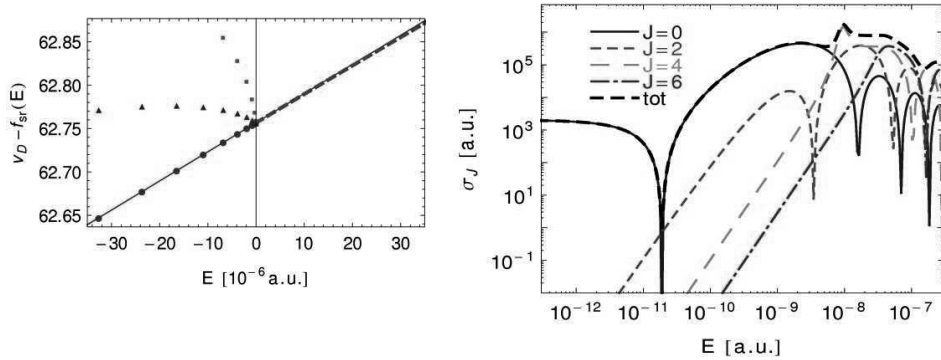 62.85
62.80
62.75
62.70
62.65
v_D − f_sr(E)
−30 −20 −10 0 10 20 30
E [10⁻⁶ a.u.]
J=0
J=2
J=4
J=6
tot
10⁵
10³
10¹
10⁻¹
σ_J [a.u.]
10⁻¹² 10⁻¹¹ 10⁻¹⁰ 10⁻⁹ 10⁻⁸ 10⁻⁷
E [a.u.]